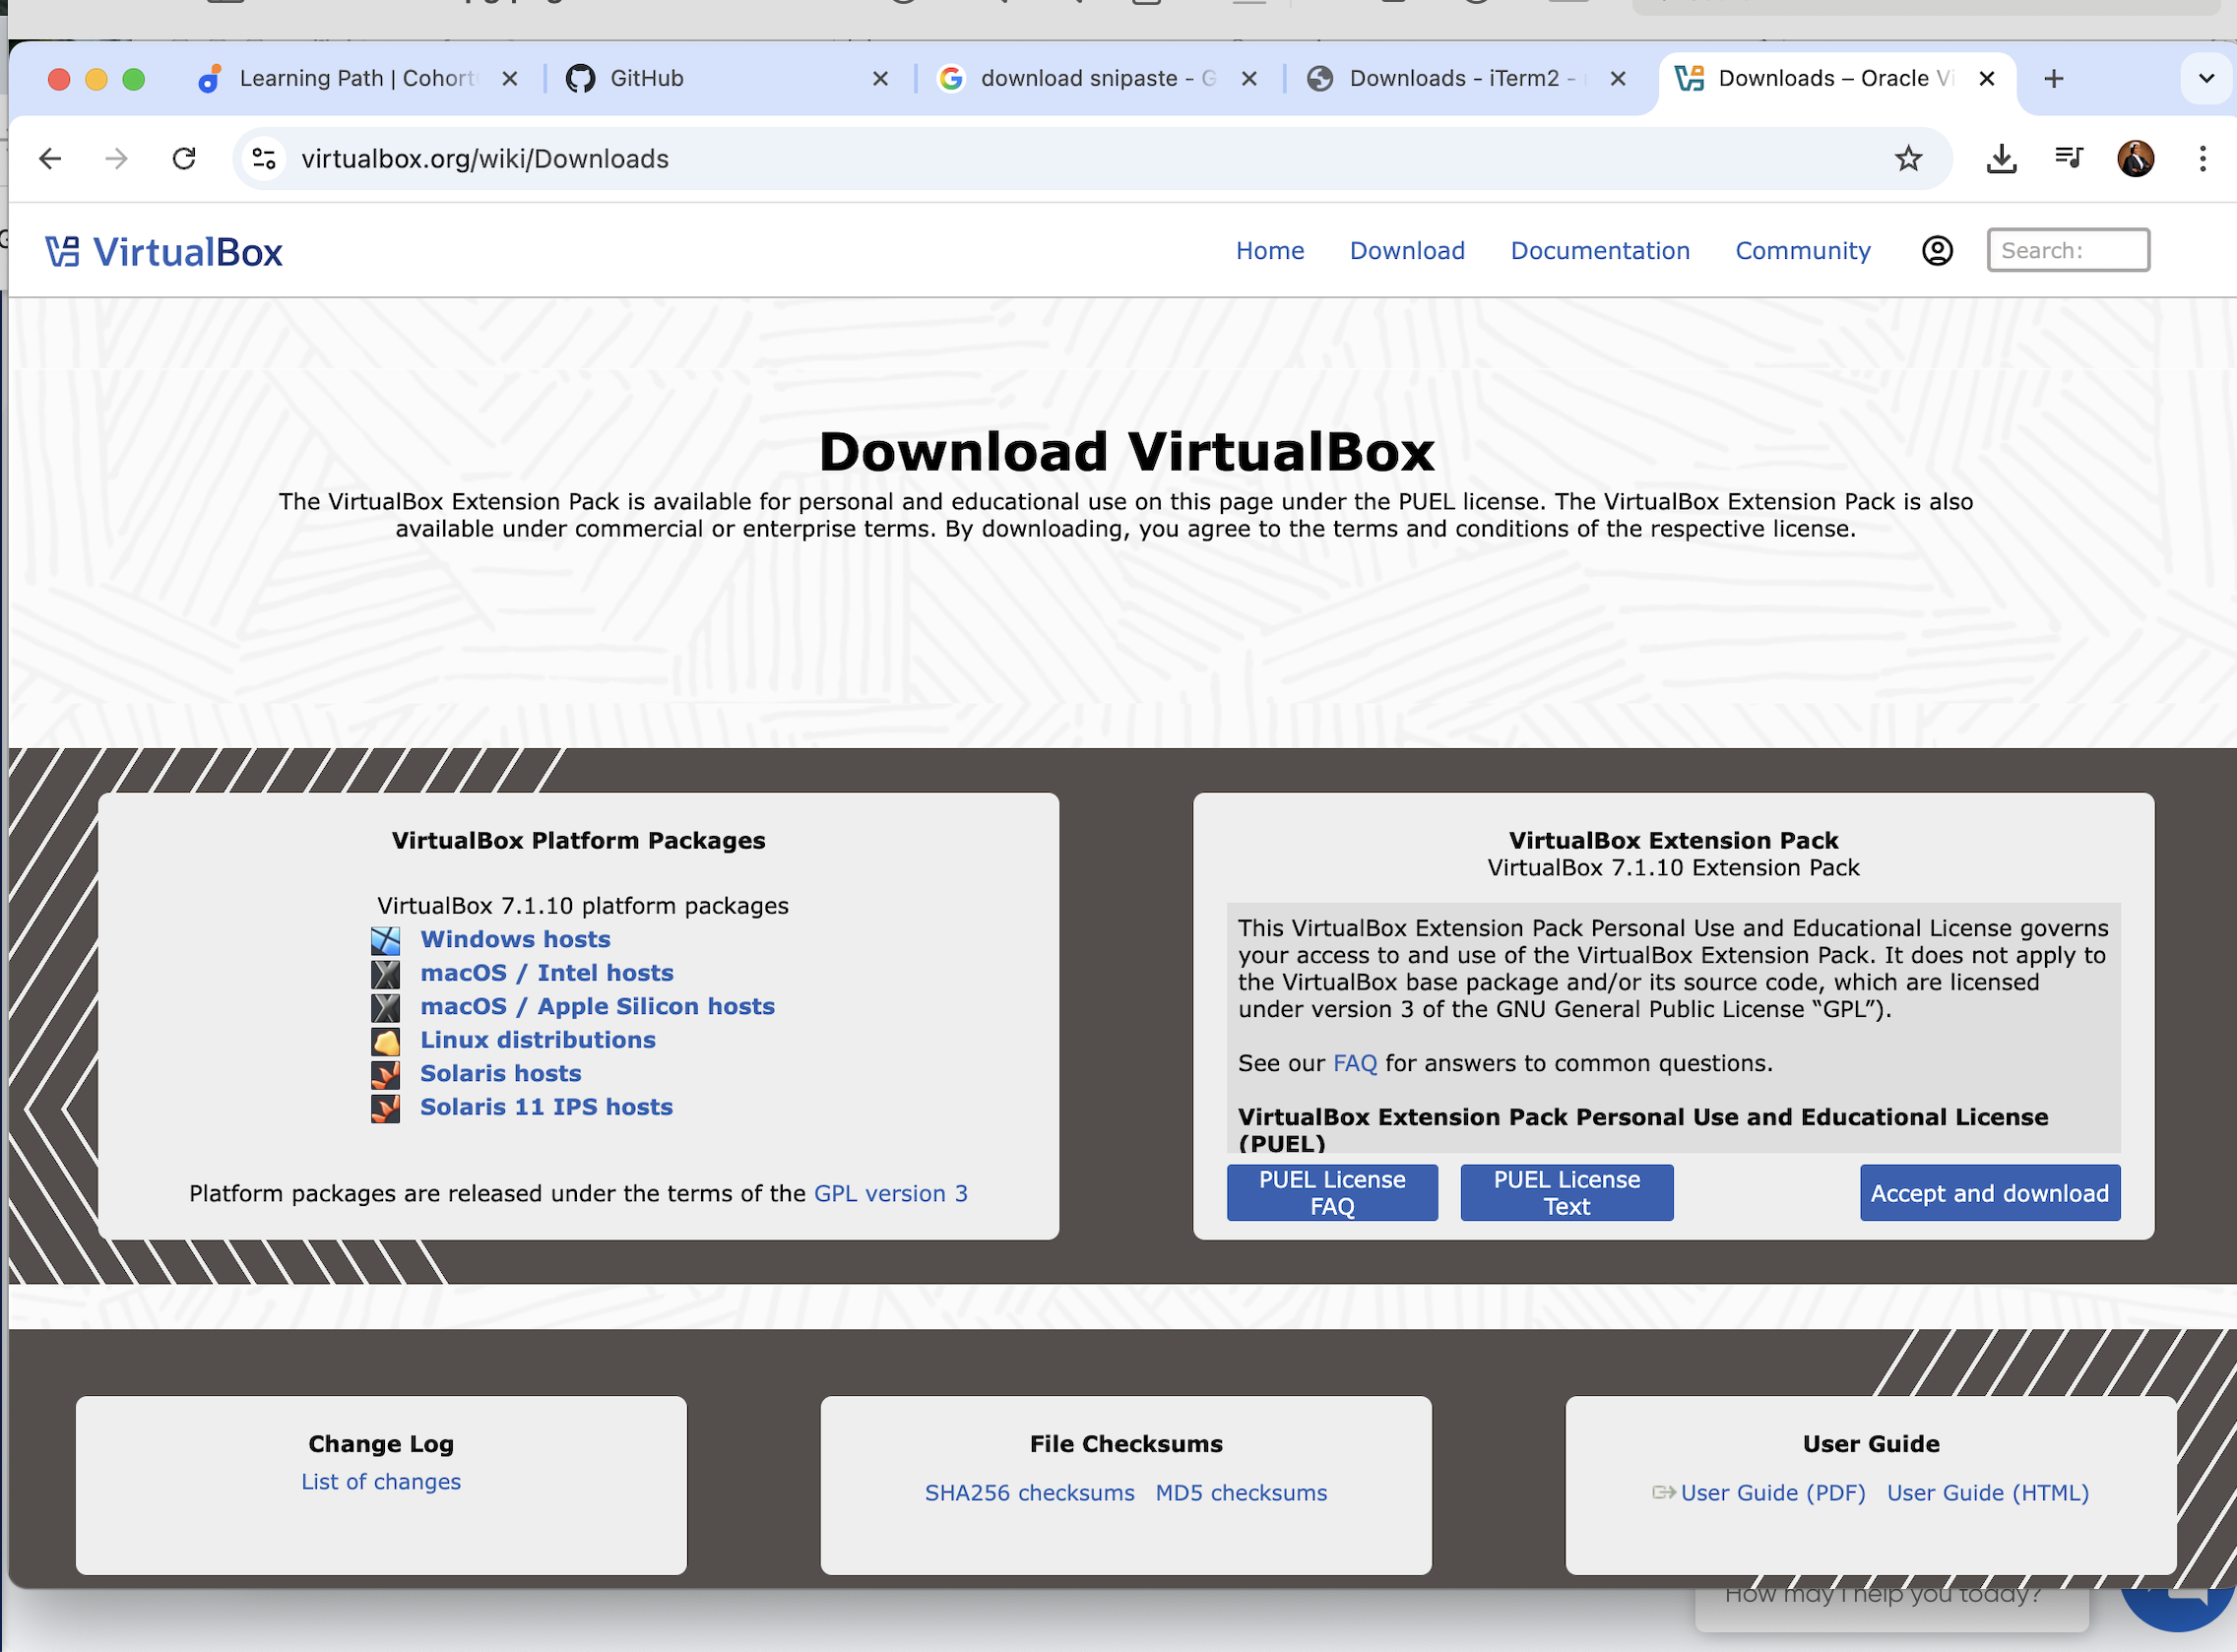 Learning Path | Cohort
GitHub
download snipaste - G
Downloads - iTerm2 -
Downloads – Oracle Vi
virtualbox.org/wiki/Downloads
VirtualBox
Home
Download
Documentation
Community
Search:
Download VirtualBox
The VirtualBox Extension Pack is available for personal and educational use on this page under the PUEL license. The VirtualBox Extension Pack is also
available under commercial or enterprise terms. By downloading, you agree to the terms and conditions of the respective license.
VirtualBox Platform Packages
VirtualBox 7.1.10 platform packages
Windows hosts
macOS / Intel hosts
macOS / Apple Silicon hosts
Linux distributions
Solaris hosts
Solaris 11 IPS hosts
Platform packages are released under the terms of the GPL version 3
VirtualBox Extension Pack
VirtualBox 7.1.10 Extension Pack
This VirtualBox Extension Pack Personal Use and Educational License governs
your access to and use of the VirtualBox Extension Pack. It does not apply to
the VirtualBox base package and/or its source code, which are licensed
under version 3 of the GNU General Public License “GPL”).
See our FAQ for answers to common questions.
VirtualBox Extension Pack Personal Use and Educational License
(PUEL)
PUEL License
FAQ
PUEL License
Text
Accept and download
Change Log
List of changes
File Checksums
SHA256 checksums MD5 checksums
User Guide
User Guide (PDF) User Guide (HTML)
How may I help you today?